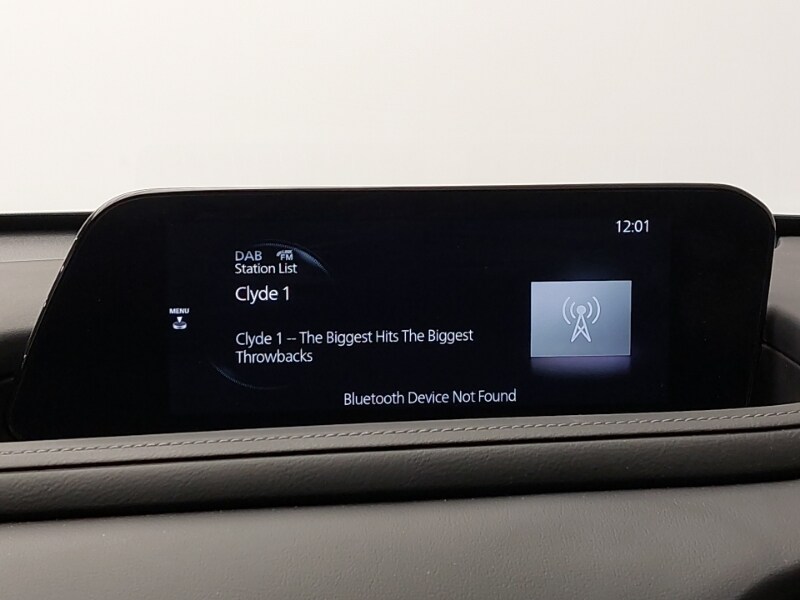 12:01
DAB FM
Station List
Clyde 1
MENU
Clyde 1 -- The Biggest Hits The Biggest
Throwbacks
Bluetooth Device Not Found